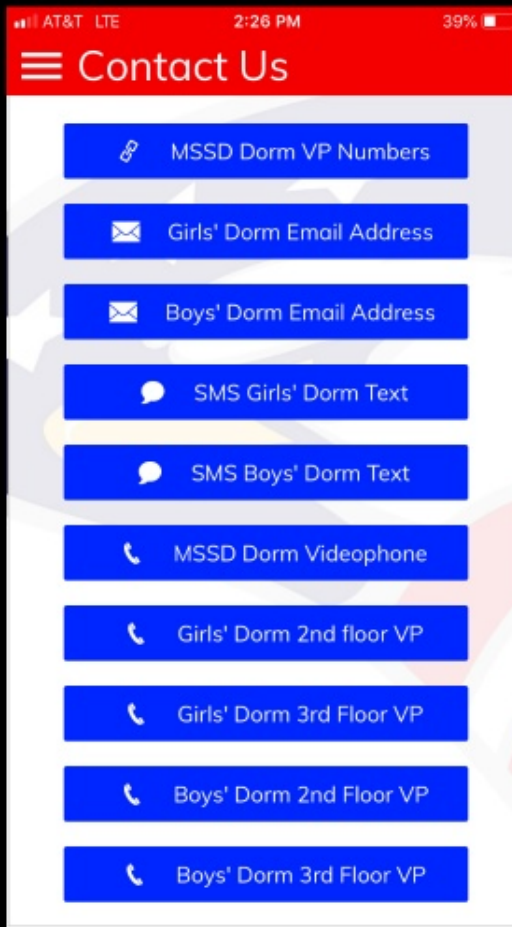 AT&T LTE 2:26 PM 39%
Contact Us
MSSD Dorm VP Numbers
Girls' Dorm Email Address
Boys' Dorm Email Address
SMS Girls' Dorm Text
SMS Boys' Dorm Text
MSSD Dorm Videophone
Girls' Dorm 2nd floor VP
Girls' Dorm 3rd Floor VP
Boys' Dorm 2nd Floor VP
Boys' Dorm 3rd Floor VP